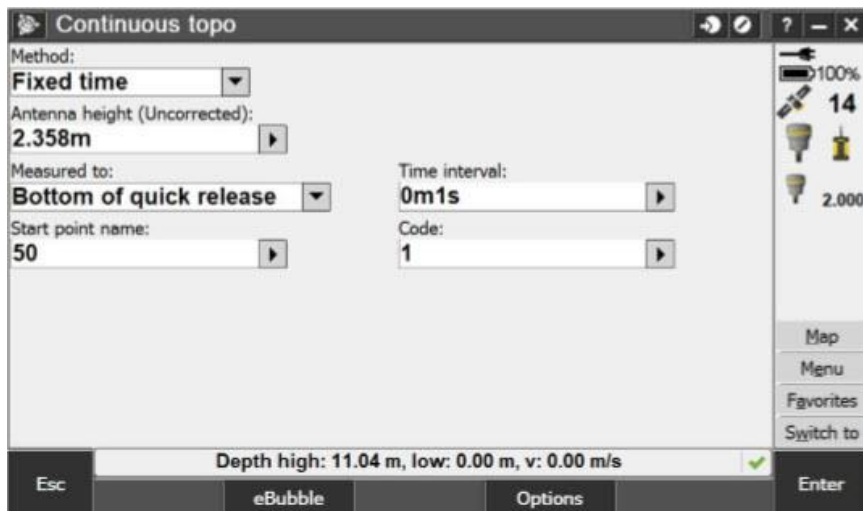 Continuous topo
? – ×
Method:
Fixed time
100%
Antenna height (Uncorrected):
14
2.358m
Measured to:
Time interval:
Bottom of quick release
0m1s
2.000
Start point name:
Code:
50
1
Map
Menu
Favorites
Switch to
Depth high: 11.04 m, low: 0.00 m, v: 0.00 m/s
Esc
eBubble
Options
Enter